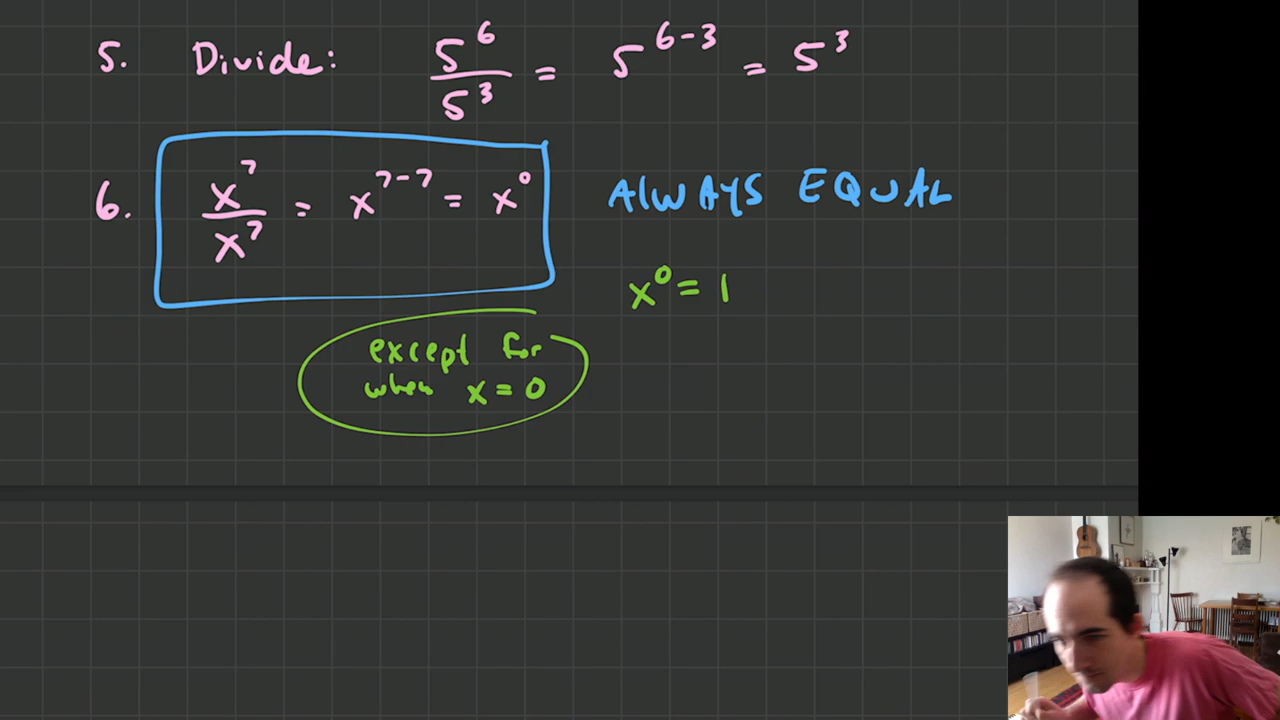 5. Divide: 5^6/5^3 = 5^(6-3) = 5^3
6. x^7/x^7 = x^(7-7) = x^0 ALWAYS EQUAL
x^0 = 1
except for
when x = 0